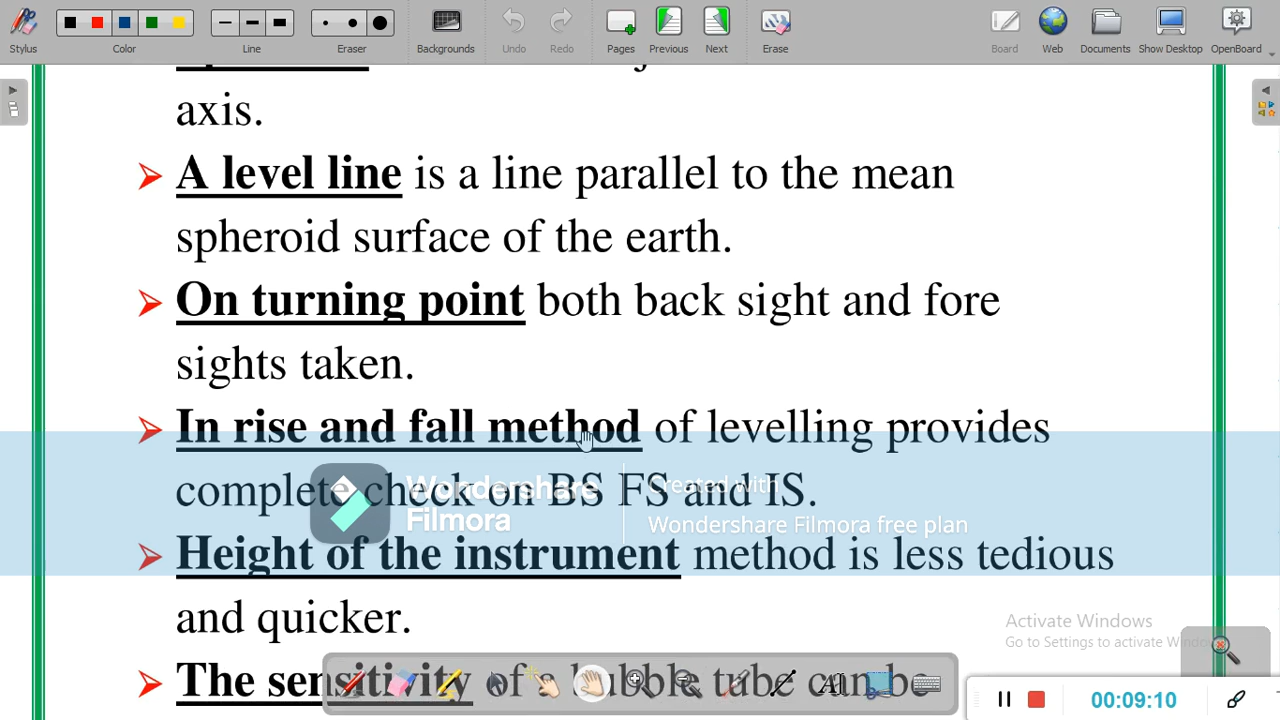 Stylus Color Line Eraser Backgrounds Undo Redo Pages Previous Next Erase Board Web Documents Show Desktop OpenBoard
axis.
A level line is a line parallel to the mean
spheroid surface of the earth.
On turning point both back sight and fore
sights taken.
In rise and fall method of levelling provides
complete check on BS FS and IS.
Wondershare
Filmora
Created with
Wondershare Filmora free plan
Height of the instrument method is less tedious
and quicker.
Activate Windows
Go to Settings to activate Windows
The sensitivity of a bubble tube can be
00:09:10